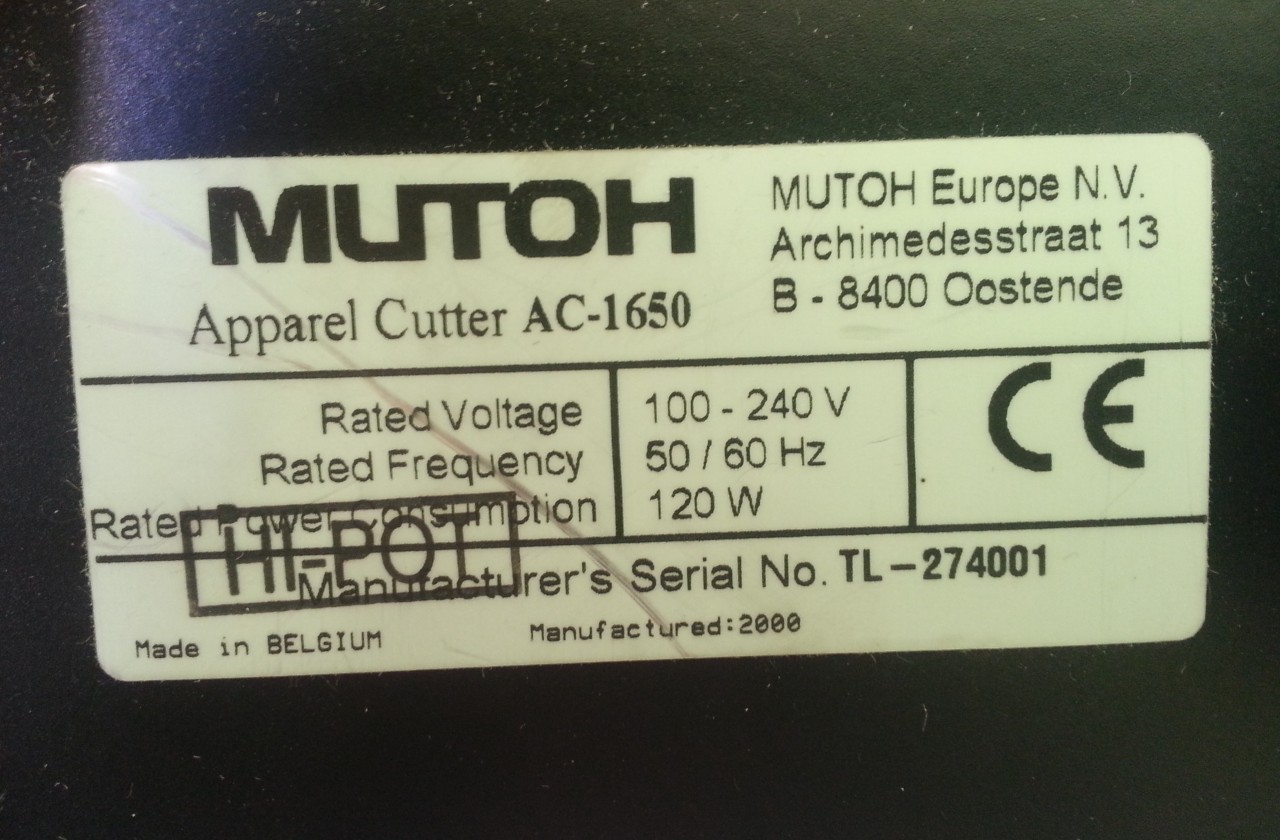 MUTOH
Apparel Cutter AC-1650
MUTOH Europe N.V.
Archimedesstraat 13
B - 8400 Oostende
Rated Voltage 100 - 240 V
Rated Frequency 50 / 60 Hz
Rated Power Consumption 120 W
CE
HI-POT
Manufacturer's Serial No. TL-274001
Made in BELGIUM Manufactured:2000